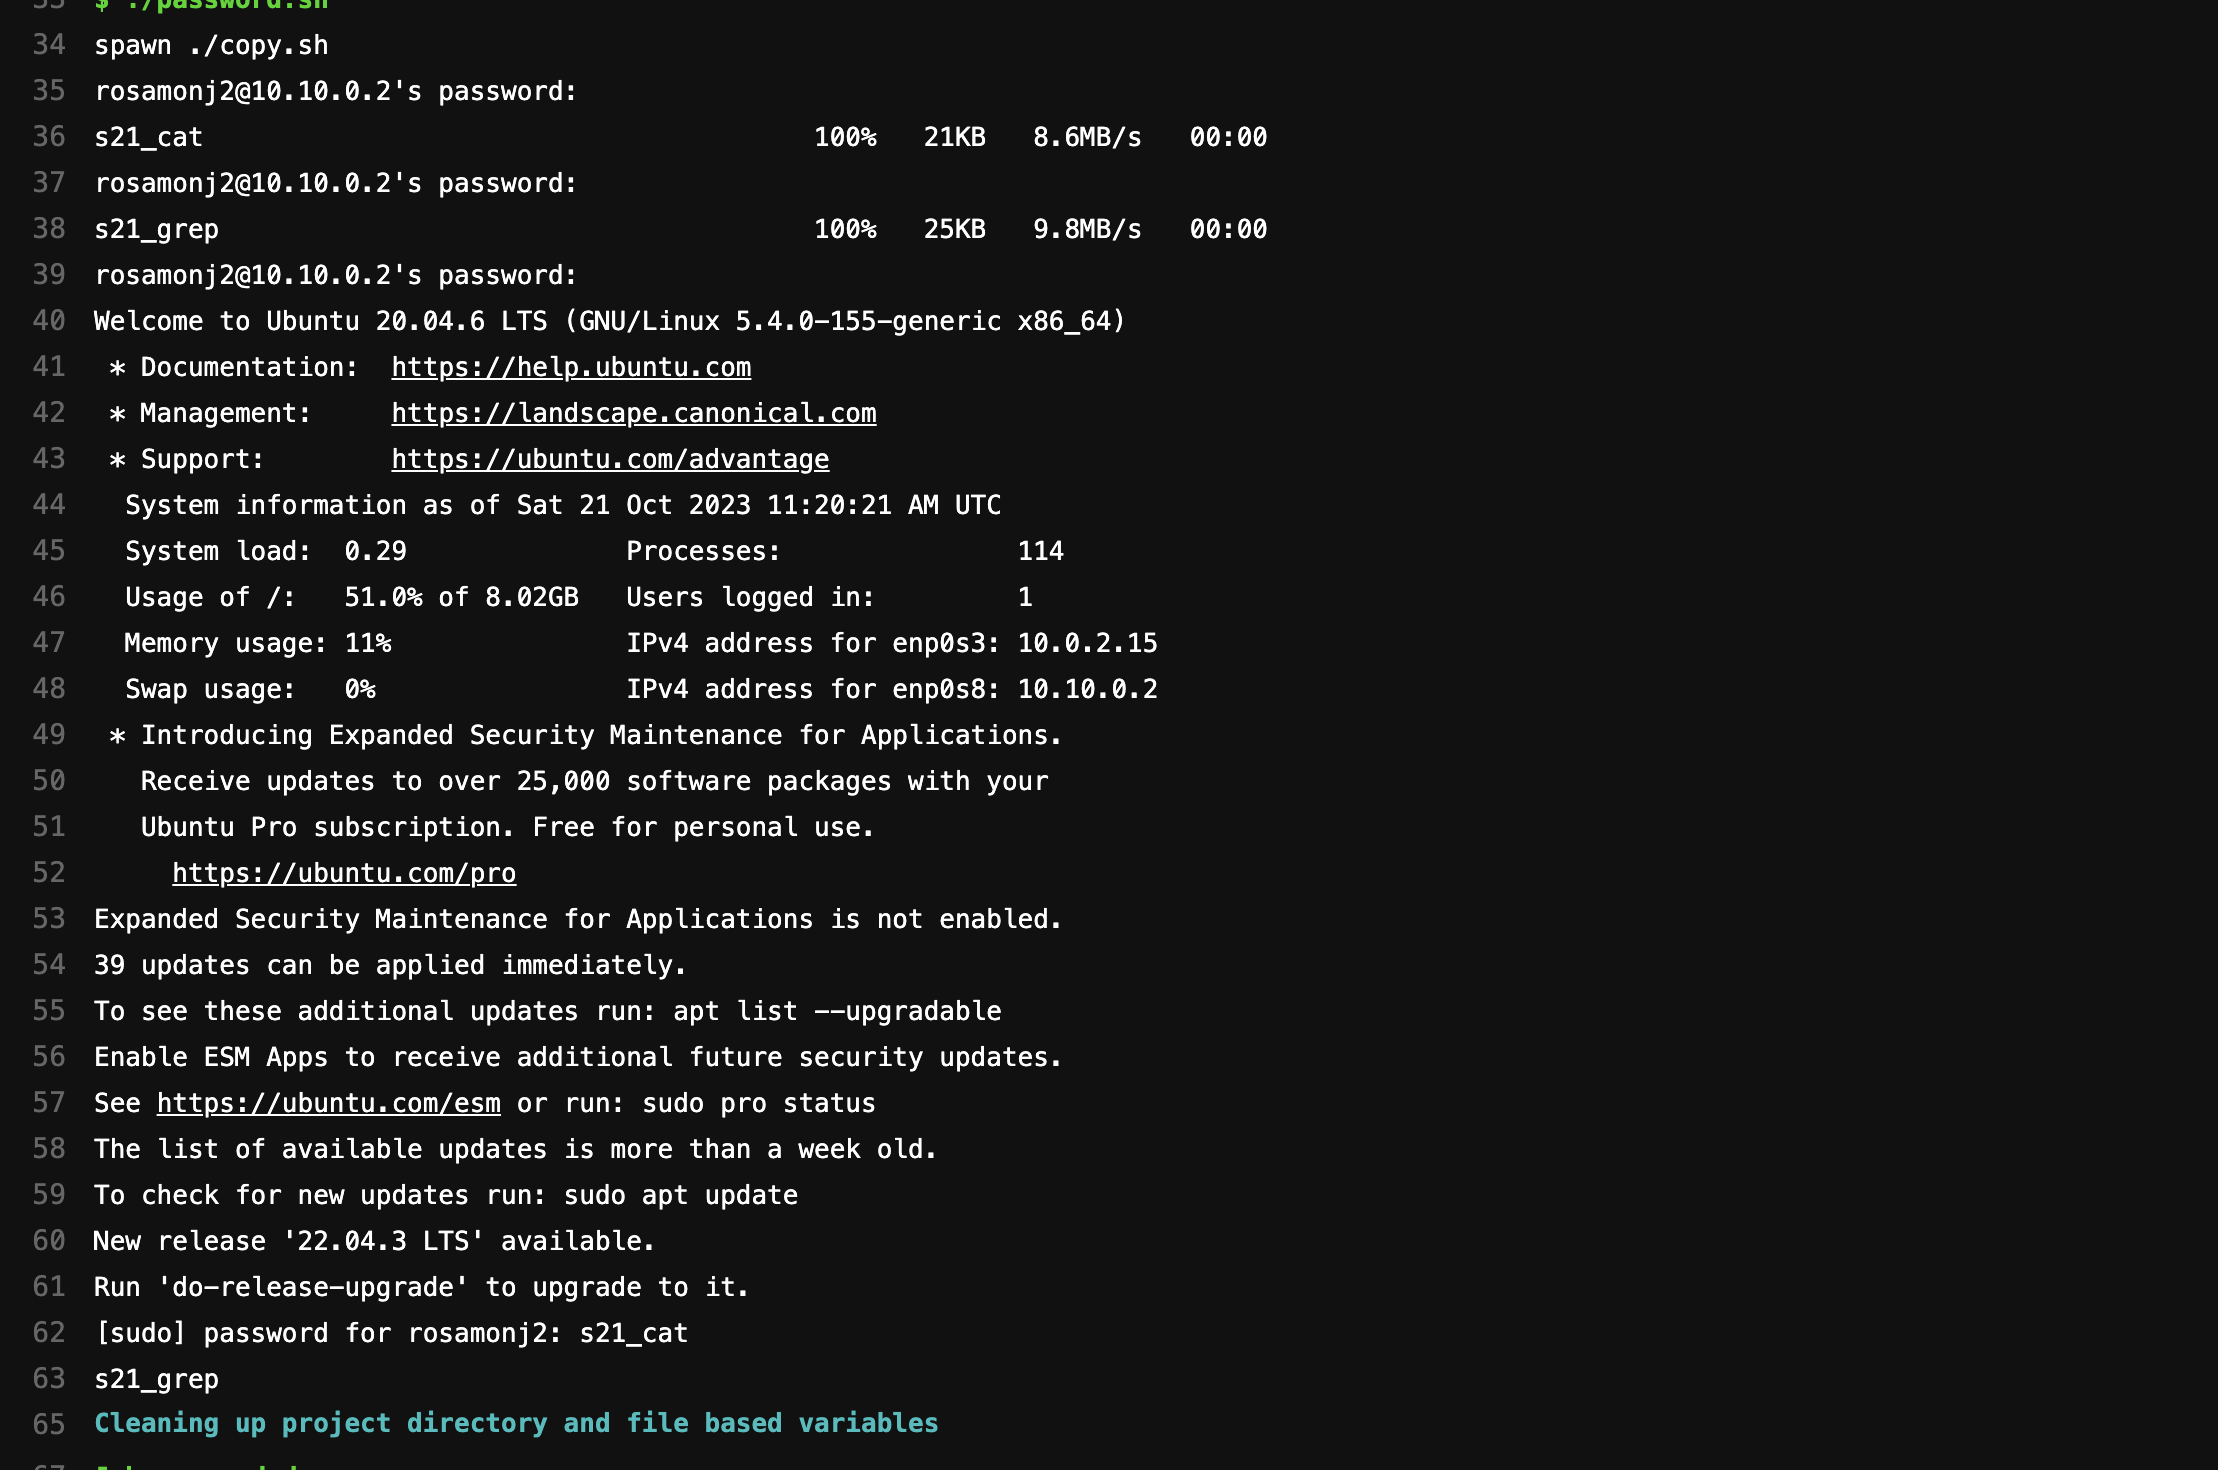 33 $ ./password.sh
34 spawn ./copy.sh
35 rosamonj2@10.10.0.2's password:
36 s21_cat 100% 21KB 8.6MB/s 00:00
37 rosamonj2@10.10.0.2's password:
38 s21_grep 100% 25KB 9.8MB/s 00:00
39 rosamonj2@10.10.0.2's password:
40 Welcome to Ubuntu 20.04.6 LTS (GNU/Linux 5.4.0-155-generic x86_64)
41 * Documentation: https://help.ubuntu.com
42 * Management: https://landscape.canonical.com
43 * Support: https://ubuntu.com/advantage
44 System information as of Sat 21 Oct 2023 11:20:21 AM UTC
45 System load: 0.29 Processes: 114
46 Usage of /: 51.0% of 8.02GB Users logged in: 1
47 Memory usage: 11% IPv4 address for enp0s3: 10.0.2.15
48 Swap usage: 0% IPv4 address for enp0s8: 10.10.0.2
49 * Introducing Expanded Security Maintenance for Applications.
50 Receive updates to over 25,000 software packages with your
51 Ubuntu Pro subscription. Free for personal use.
52 https://ubuntu.com/pro
53 Expanded Security Maintenance for Applications is not enabled.
54 39 updates can be applied immediately.
55 To see these additional updates run: apt list --upgradable
56 Enable ESM Apps to receive additional future security updates.
57 See https://ubuntu.com/esm or run: sudo pro status
58 The list of available updates is more than a week old.
59 To check for new updates run: sudo apt update
60 New release '22.04.3 LTS' available.
61 Run 'do-release-upgrade' to upgrade to it.
62 [sudo] password for rosamonj2: s21_cat
63 s21_grep
65 Cleaning up project directory and file based variables
67